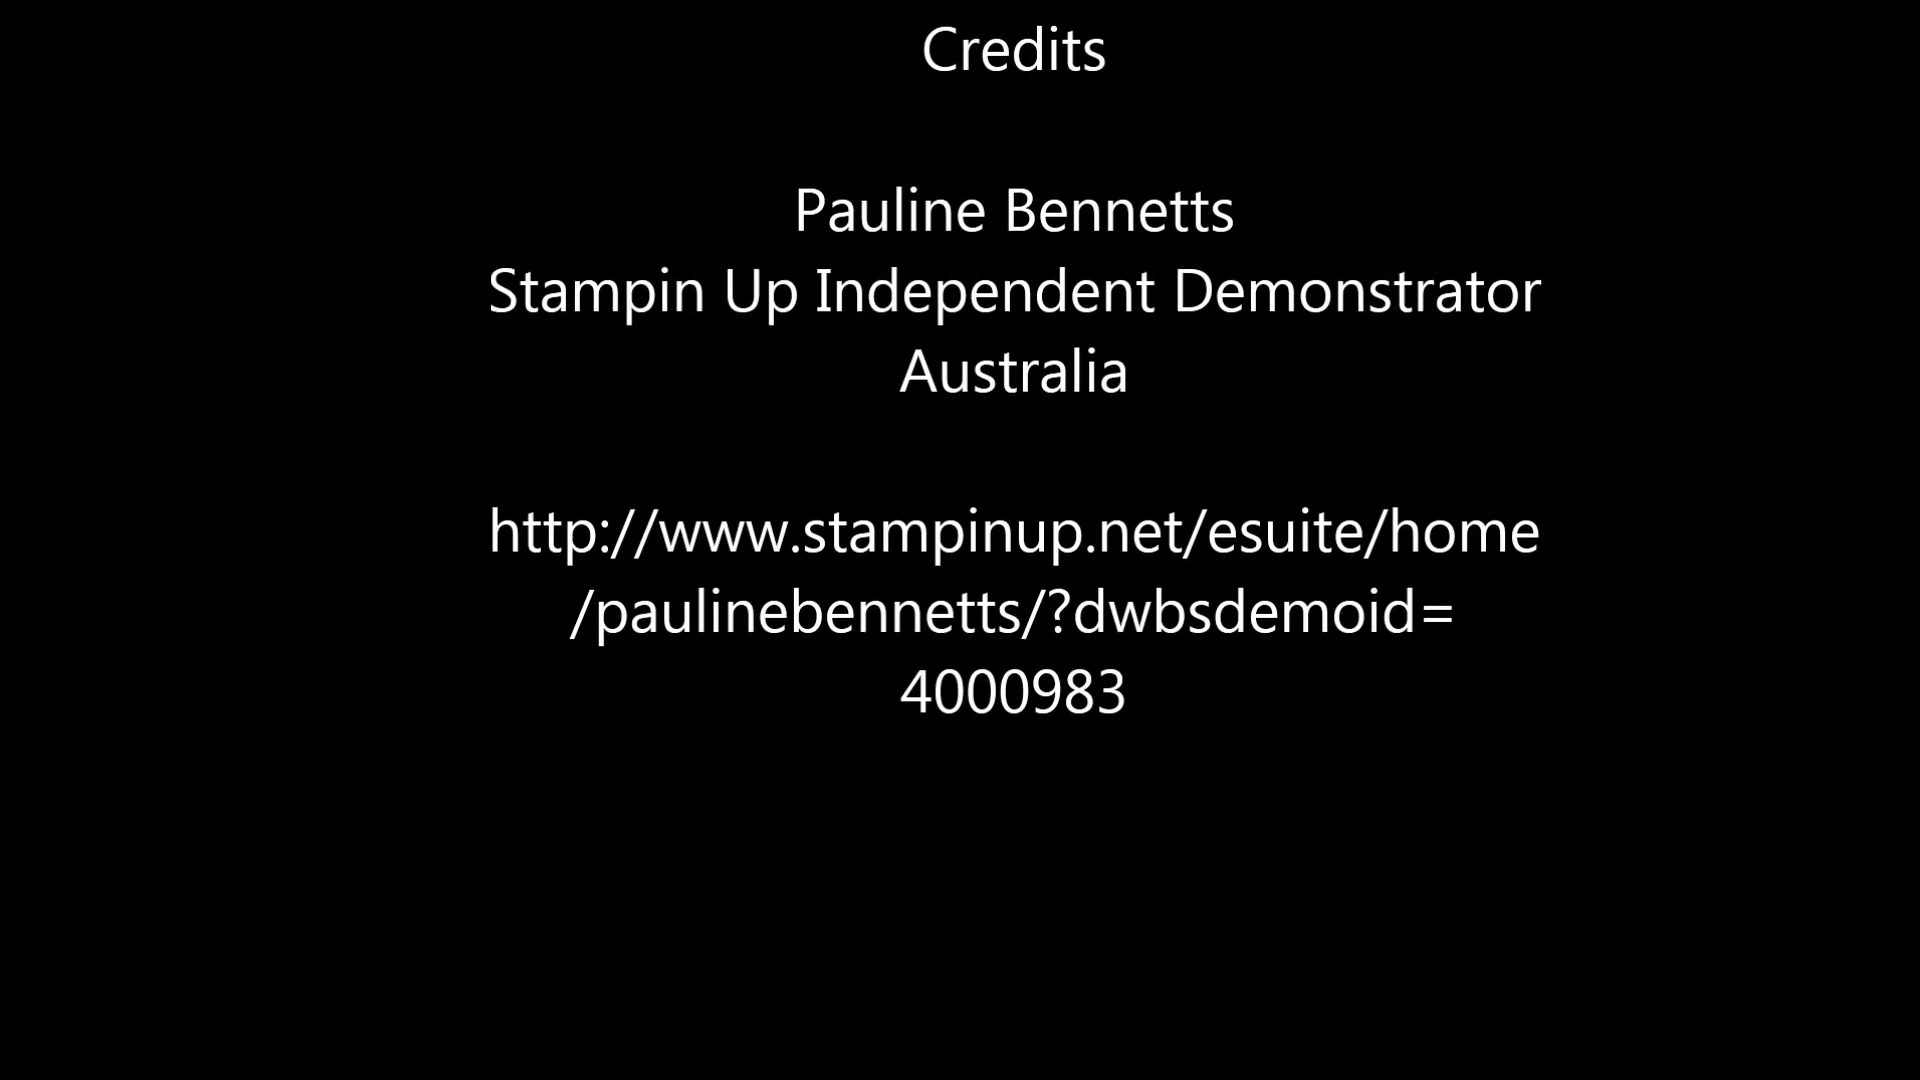 Credits
Pauline Bennetts
Stampin Up Independent Demonstrator
Australia
http://www.stampinup.net/esuite/home
/paulinebennetts/?dwbsdemoid=
4000983